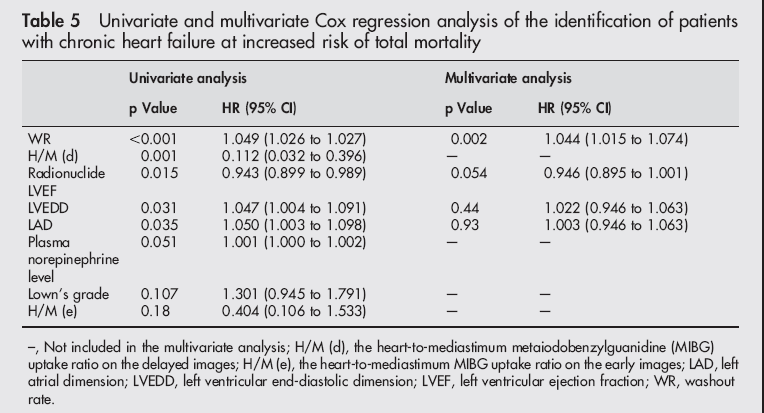 Table 5 Univariate and multivariate Cox regression analysis of the identification of patients
with chronic heart failure at increased risk of total mortality
Univariate analysis Multivariate analysis
p Value HR (95% CI) p Value HR (95% CI)
WR <0.001 1.049 (1.026 to 1.027) 0.002 1.044 (1.015 to 1.074)
H/M (d) 0.001 0.112 (0.032 to 0.396) – –
Radionuclide 0.015 0.943 (0.899 to 0.989) 0.054 0.946 (0.895 to 1.001)
LVEF
LVEDD 0.031 1.047 (1.004 to 1.091) 0.44 1.022 (0.946 to 1.063)
LAD 0.035 1.050 (1.003 to 1.098) 0.93 1.003 (0.946 to 1.063)
Plasma 0.051 1.001 (1.000 to 1.002) – –
norepinephrine
level
Lown's grade 0.107 1.301 (0.945 to 1.791) – –
H/M (e) 0.18 0.404 (0.106 to 1.533) – –
–, Not included in the multivariate analysis; H/M (d), the heart-to-mediastimum metaiodobenzylguanidine (MIBG)
uptake ratio on the delayed images; H/M (e), the heart-to-mediastimum MIBG uptake ratio on the early images; LAD, left
atrial dimension; LVEDD, left ventricular end-diastolic dimension; LVEF, left ventricular ejection fraction; WR, washout
rate.